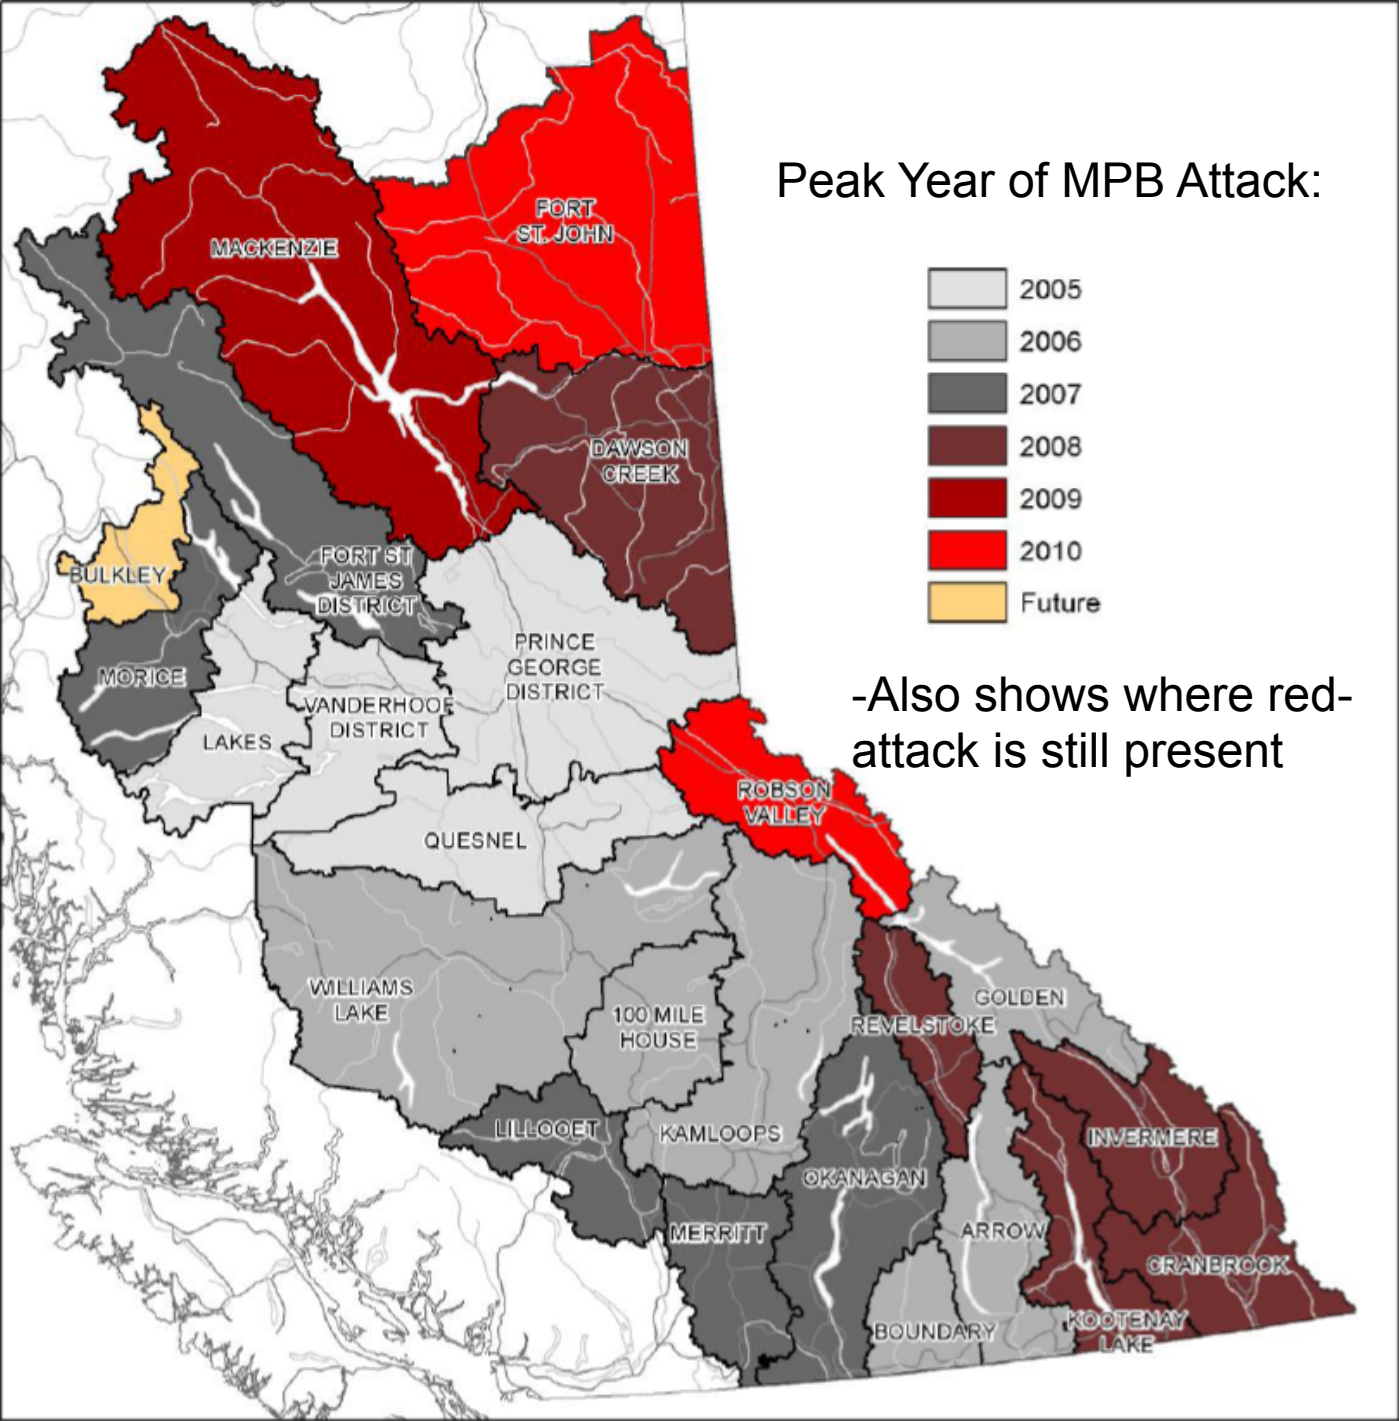 Peak Year of MPB Attack:
2005
2006
2007
2008
2009
2010
Future
-Also shows where red-
attack is still present
FORT
ST. JOHN
MACKENZIE
DAWSON
CREEK
FORT ST
JAMES
DISTRICT
BULKLEY
PRINCE
GEORGE
DISTRICT
MORICE
VANDERHOOF
DISTRICT
LAKES
ROBSON
VALLEY
QUESNEL
WILLIAMS
LAKE
100 MILE
HOUSE
GOLDEN
REVELSTOKE
LILLOOET
KAMLOOPS
INVERMERE
OKANAGAN
MERRITT
ARROW
CRANBROOK
BOUNDARY
KOOTENAY
LAKE